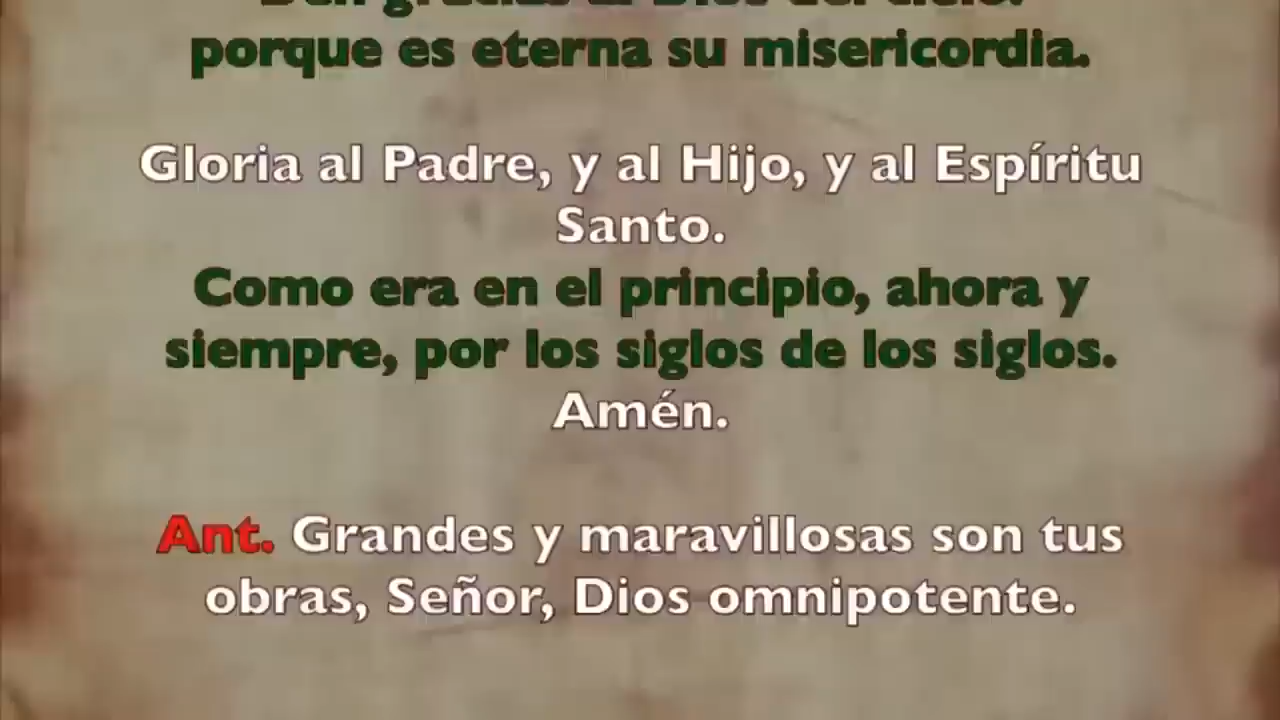 porque es eterna su misericordia.
Gloria al Padre, y al Hijo, y al Espíritu
Santo.
Como era en el principio, ahora y
siempre, por los siglos de los siglos.
Amén.
Ant. Grandes y maravillosas son tus
obras, Señor, Dios omnipotente.